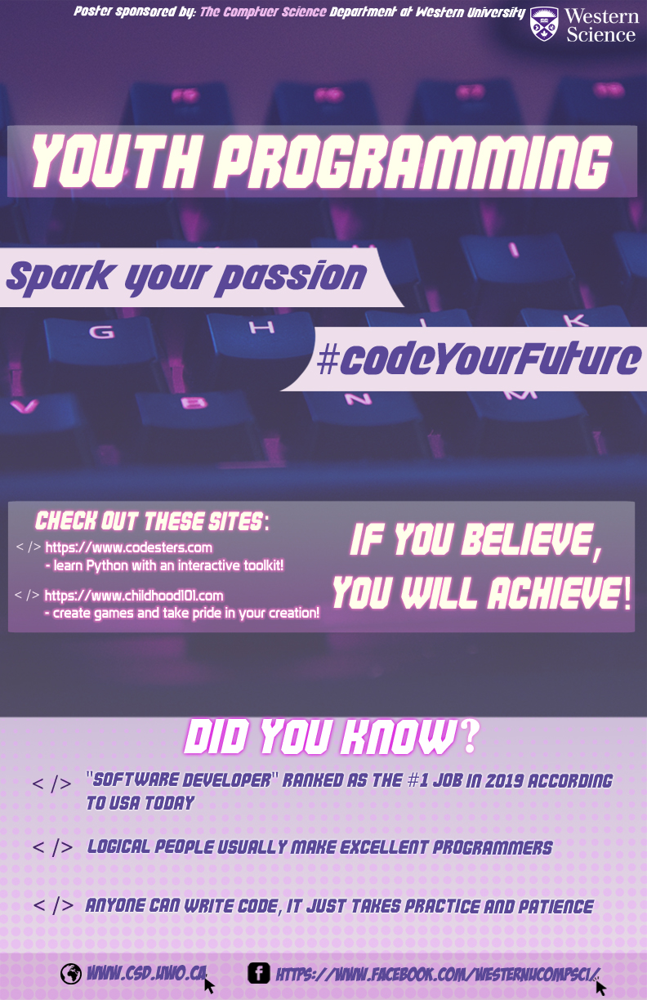 Poster sponsored by: The Comptuer Science Department at Western University
Western
Science
YOUTH PROGRAMMING
I
Spark your passion
G H K
#codeYourFuture
V B N M
CHECK OUT THESE SITES:
</> https://www.codesters.com
- learn Python with an interactive toolkit!
</> https://www.childhood101.com
- create games and take pride in your creation!
IF YOU BELIEVE,
YOU WILL ACHIEVE!
DID YOU KNOW?
</> "SOFTWARE DEVELOPER" RANKED AS THE #1 JOB IN 2019 ACCORDING
TO USA TODAY
</> LOGICAL PEOPLE USUALLY MAKE EXCELLENT PROGRAMMERS
</> ANYONE CAN WRITE CODE, IT JUST TAKES PRACTICE AND PATIENCE
WWW.CSD.UWO.CA
f HTTPS://WWW.FACEBOOK.COM/WESTERNUCOMPSCI/